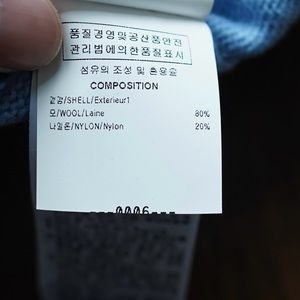 품질경영및공산품안전
관리법에의한품질표시
섬유의 조성 및 혼용율
COMPOSITION
겉감/SHELL/Exterieur1
모/WOOL/Laine 80%
나일론/NYLON/Nylon 20%
0006